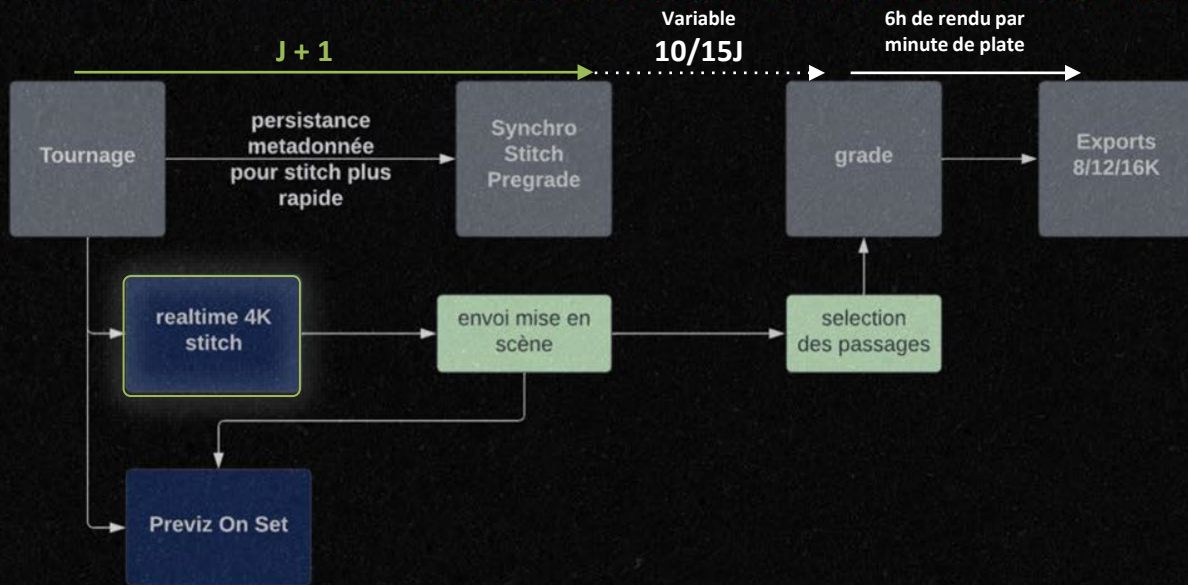 Variable
10/15J
6h de rendu par
minute de plate
J + 1
Tournage
persistance
metadonnée
pour stitch plus
rapide
Synchro
Stitch
Pregrade
grade
Exports
8/12/16K
realtime 4K
stitch
envoi mise en
scène
selection
des passages
Previz On Set